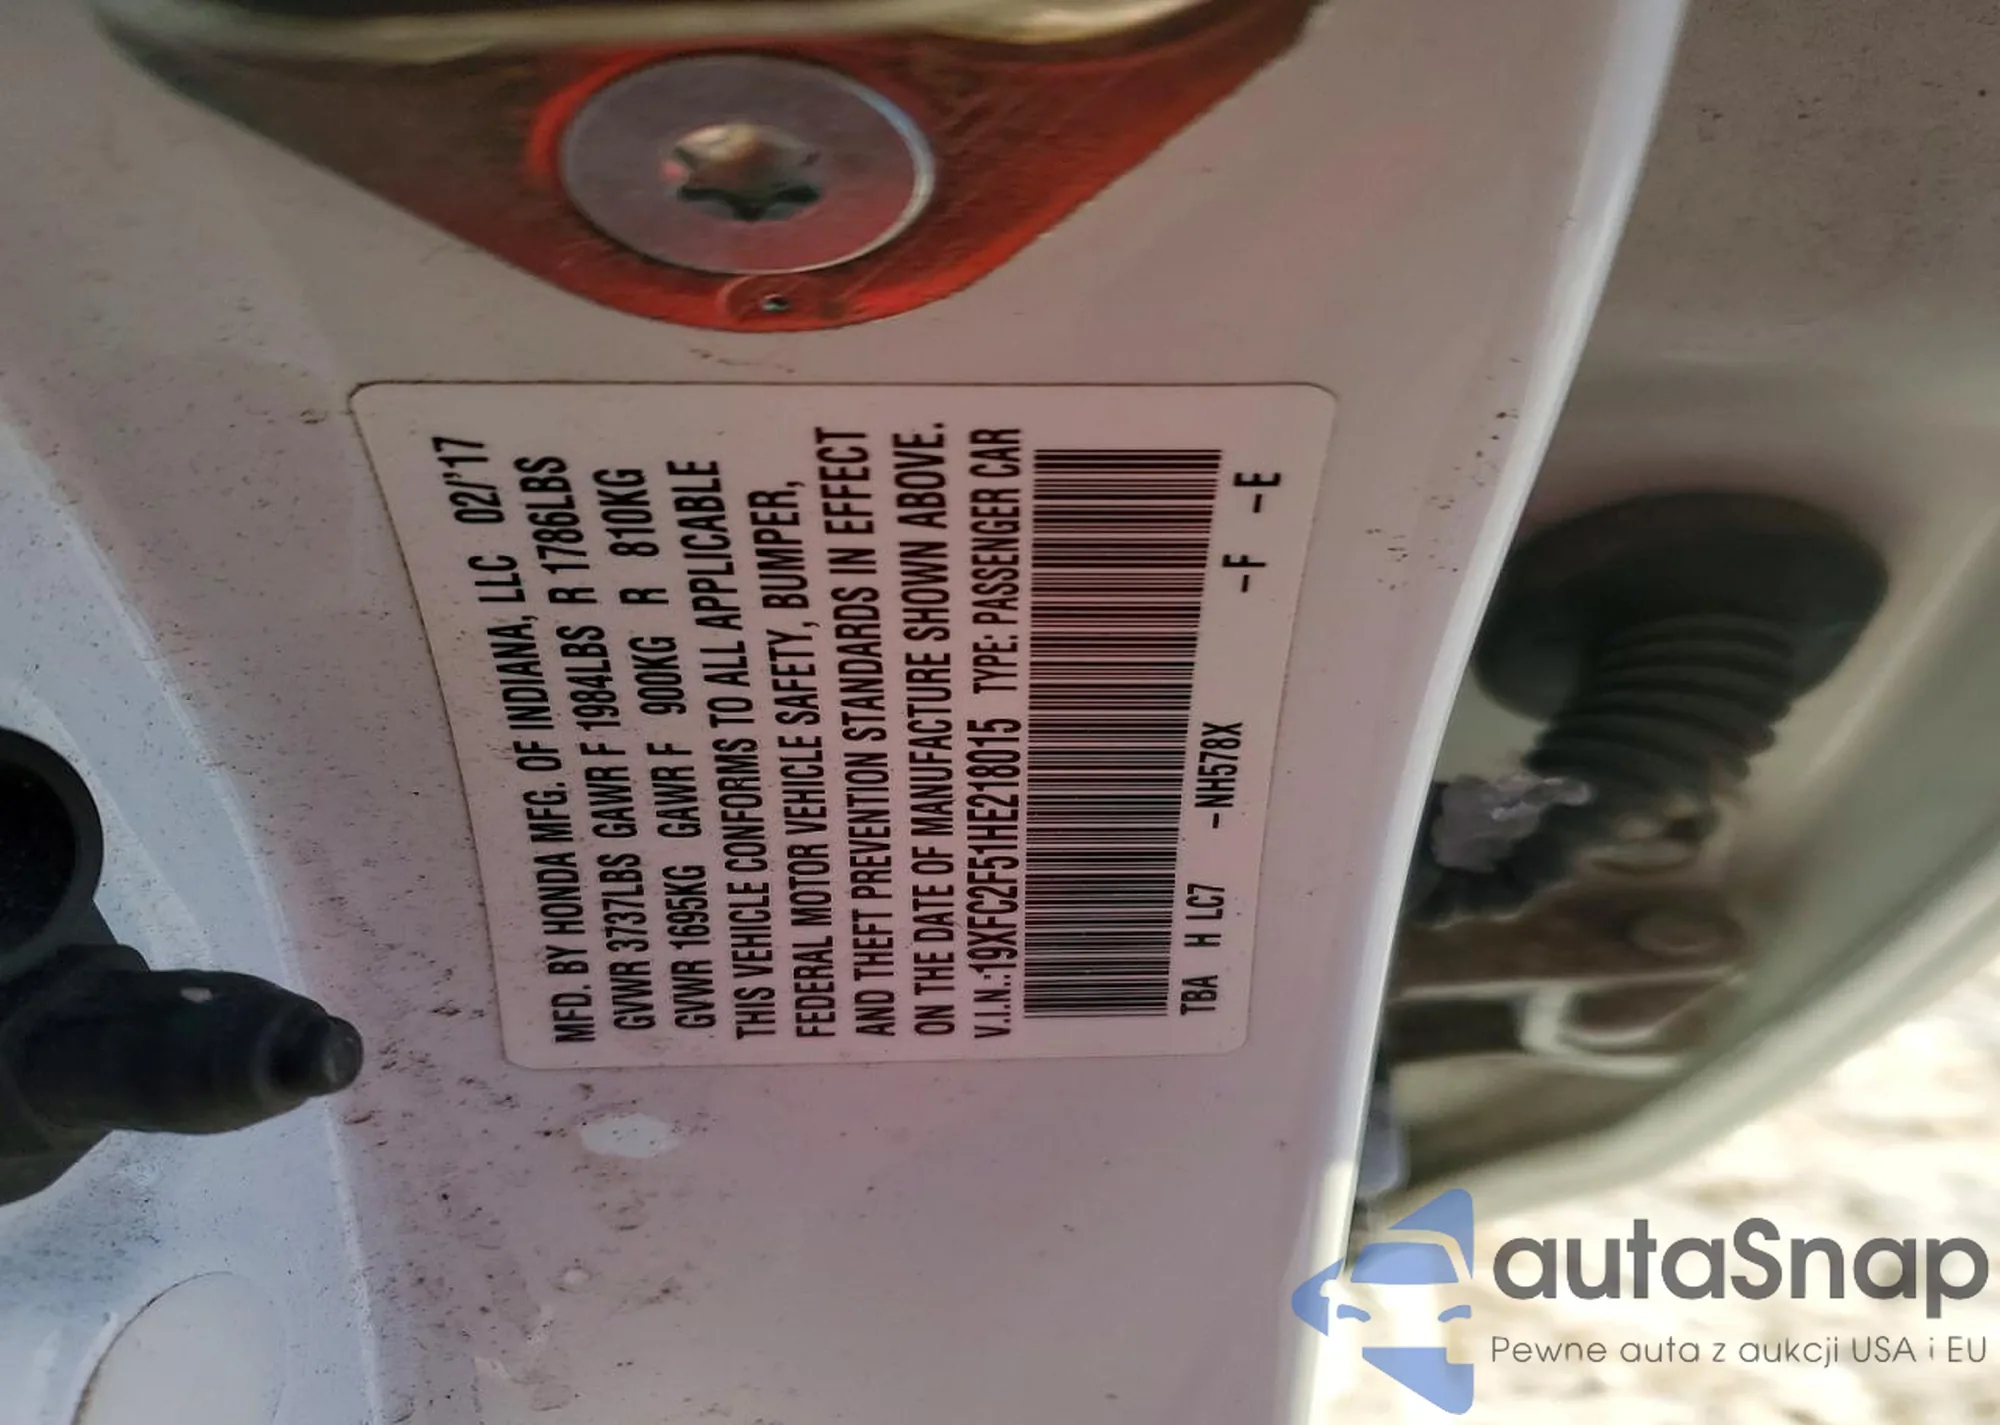 MFD. BY HONDA MFG. OF INDIANA, LLC 02/'17
GVWR 3737LBS GAWR F 1984LBS R 1786LBS
GVWR 1695KG GAWR F 900KG R 810KG
THIS VEHICLE CONFORMS TO ALL APPLICABLE
FEDERAL MOTOR VEHICLE SAFETY, BUMPER,
AND THEFT PREVENTION STANDARDS IN EFFECT
ON THE DATE OF MANUFACTURE SHOWN ABOVE.
V.I.N.:19XFC2F51HE218015 TYPE: PASSENGER CAR
TBA H LC7 -NH578X -F -E
autaSnap
Pewne auta z aukcji USA i EU